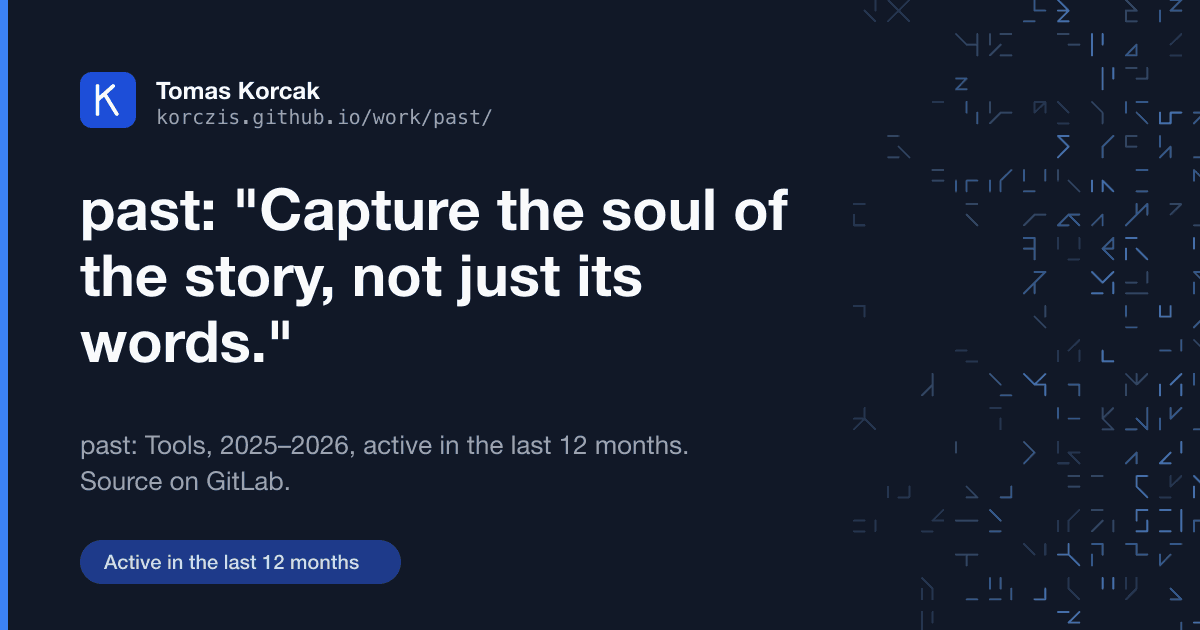 K
Tomas Korcak
korczis.github.io/work/past/
past: "Capture the soul of
the story, not just its
words."
past: Tools, 2025–2026, active in the last 12 months.
Source on GitLab.
Active in the last 12 months